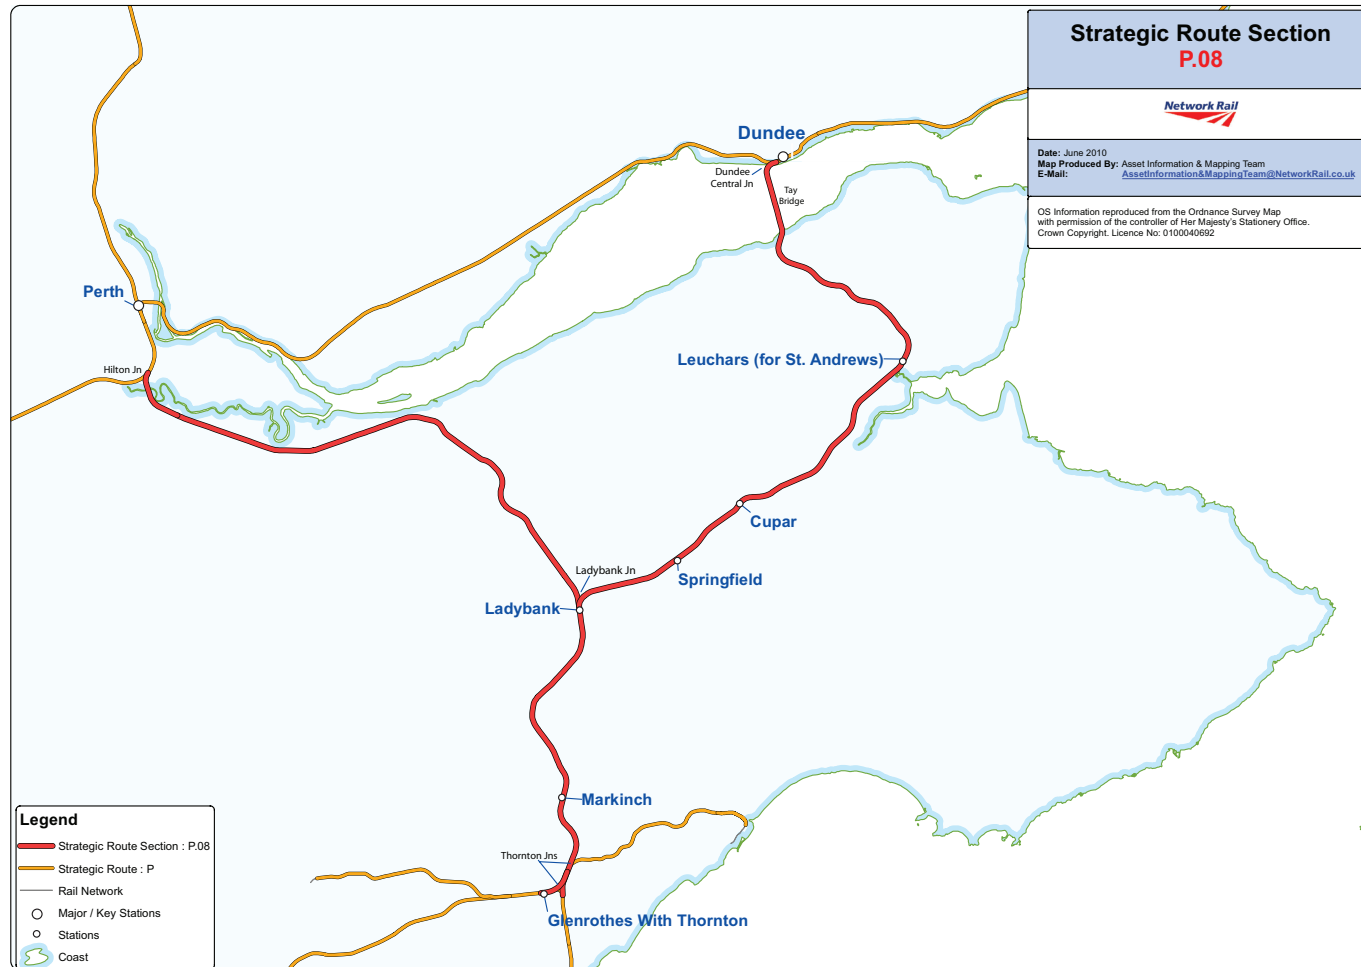 Strategic Route Section
P.08
Network Rail
Date: June 2010
Map Produced By: Asset Information & Mapping Team
E-Mail: AssetInformation&MappingTeam@NetworkRail.co.uk
OS Information reproduced from the Ordnance Survey Map
with permission of the controller of Her Majesty's Stationery Office.
Crown Copyright. Licence No: 0100040692
Dundee
Dundee
Central Jn
Tay
Bridge
Perth
Hilton Jn
Leuchars (for St. Andrews)
Cupar
Springfield
Ladybank Jn
Ladybank
Markinch
Thornton Jns
Glenrothes With Thornton
Legend
Strategic Route Section : P.08
Strategic Route : P
Rail Network
Major / Key Stations
Stations
Coast